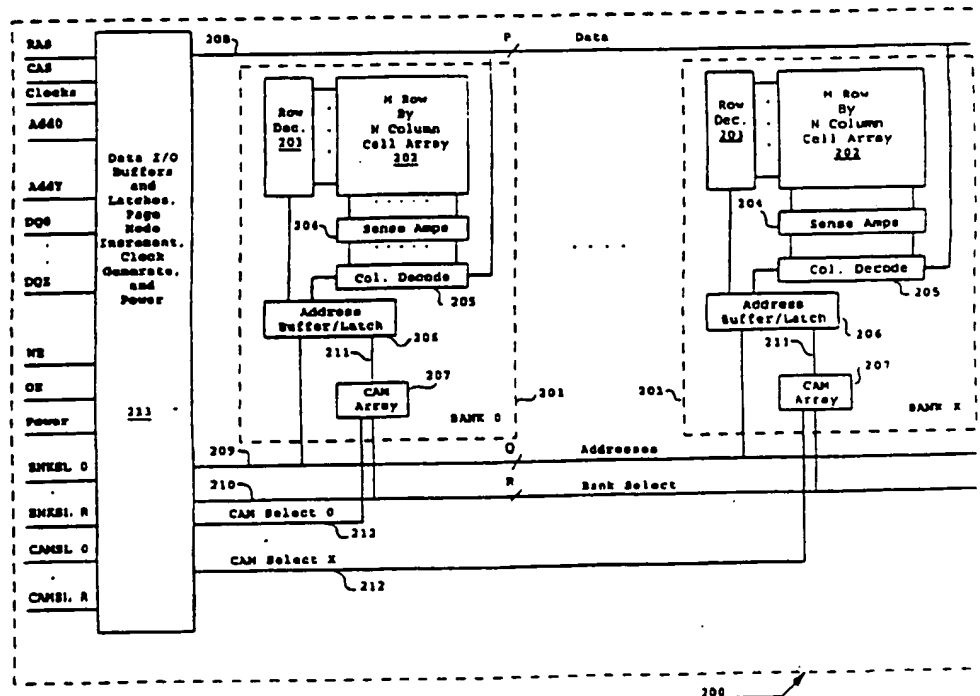 RAS
CAS
Clocks
Add0
AddY
DQ0
DQZ
WE
OE
Power
BNKSL 0
BNKSL R
CAMSL 0
CAMSL R
Data I/O
Buffers
and
Latches,
Page
Mode
Increment,
Clock
Generate,
and
Power
213
208
P
Data
Row
Dec.
203
M Row
By
N Column
Cell Array
202
204
Sense Amps
Col. Decode
205
Address
Buffer/Latch
206
211
207
CAM
Array
201
BANK 0
Row
Dec.
203
M Row
By
N Column
Cell Array
202
204
Sense Amps
Col. Decode
205
Address
Buffer/Latch
206
211
207
CAM
Array
201
BANK X
209
Q
Addresses
210
R
Bank Select
CAM Select 0
212
CAM Select X
212
200